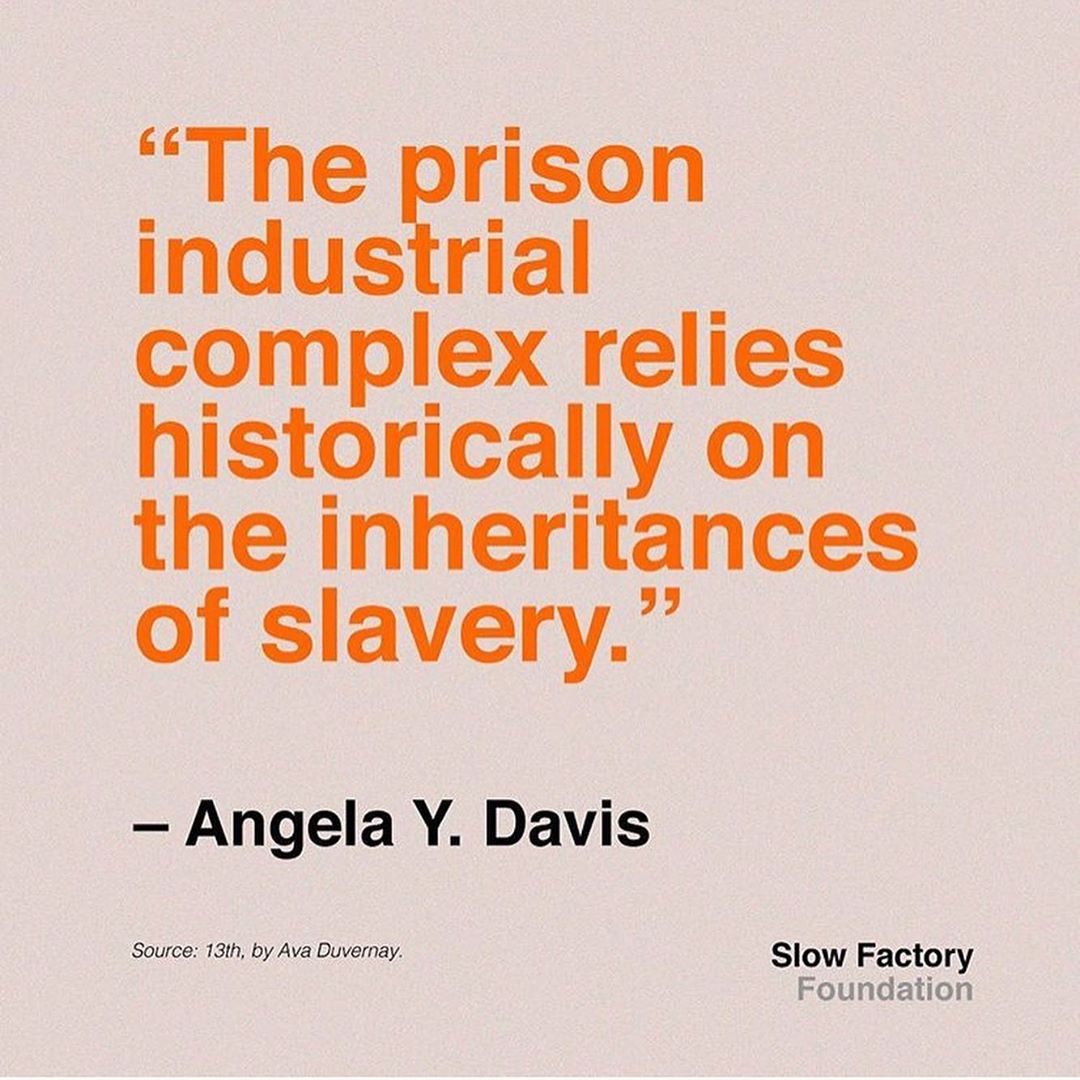 “The prison
industrial
complex relies
historically on
the inheritances
of slavery.”
– Angela Y. Davis
Source: 13th, by Ava Duvernay.
Slow Factory
Foundation